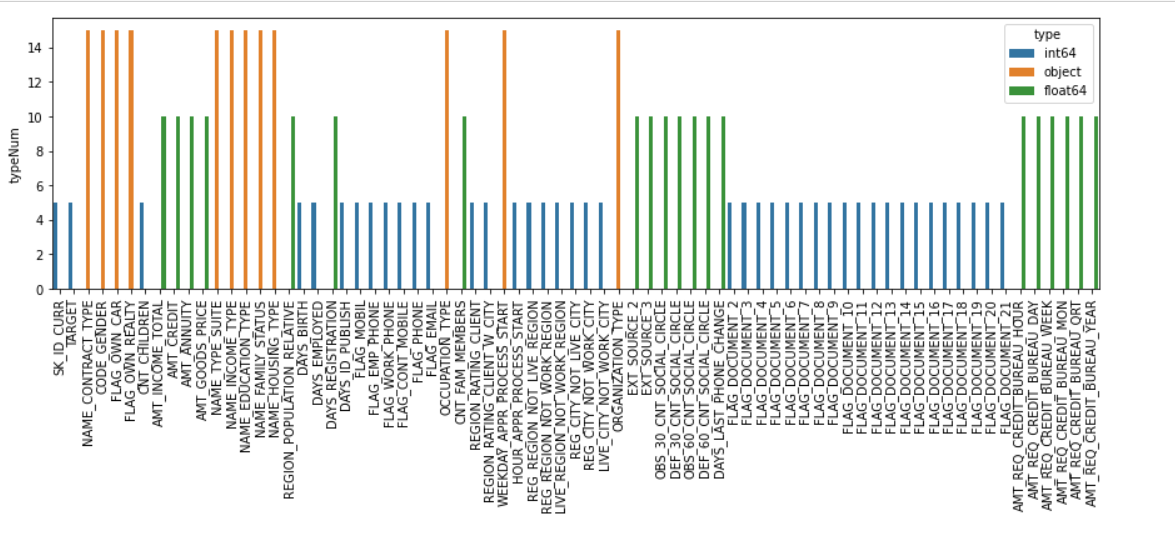 type
int64
object
float64
typeNum
14
12
10
8
6
4
2
0
SK_ID_CURR
TARGET
NAME_CONTRACT_TYPE
CODE_GENDER
FLAG_OWN_CAR
FLAG_OWN_REALTY
CNT_CHILDREN
AMT_INCOME_TOTAL
AMT_CREDIT
AMT_ANNUITY
AMT_GOODS_PRICE
NAME_TYPE_SUITE
NAME_INCOME_TYPE
NAME_EDUCATION_TYPE
NAME_FAMILY_STATUS
NAME_HOUSING_TYPE
REGION_POPULATION_RELATIVE
DAYS_BIRTH
DAYS_EMPLOYED
DAYS_REGISTRATION
DAYS_ID_PUBLISH
FLAG_MOBIL
FLAG_EMP_PHONE
FLAG_WORK_PHONE
FLAG_CONT_MOBILE
FLAG_PHONE
FLAG_EMAIL
OCCUPATION_TYPE
CNT_FAM_MEMBERS
REGION_RATING_CLIENT
REGION_RATING_CLIENT_W_CITY
WEEKDAY_APPR_PROCESS_START
HOUR_APPR_PROCESS_START
REG_REGION_NOT_LIVE_REGION
REG_REGION_NOT_WORK_REGION
LIVE_REGION_NOT_WORK_REGION
REG_CITY_NOT_LIVE_CITY
REG_CITY_NOT_WORK_CITY
LIVE_CITY_NOT_WORK_CITY
ORGANIZATION_TYPE
EXT_SOURCE_2
EXT_SOURCE_3
OBS_30_CNT_SOCIAL_CIRCLE
DEF_30_CNT_SOCIAL_CIRCLE
OBS_60_CNT_SOCIAL_CIRCLE
DEF_60_CNT_SOCIAL_CIRCLE
DAYS_LAST_PHONE_CHANGE
FLAG_DOCUMENT_2
FLAG_DOCUMENT_3
FLAG_DOCUMENT_4
FLAG_DOCUMENT_5
FLAG_DOCUMENT_6
FLAG_DOCUMENT_7
FLAG_DOCUMENT_8
FLAG_DOCUMENT_9
FLAG_DOCUMENT_10
FLAG_DOCUMENT_11
FLAG_DOCUMENT_12
FLAG_DOCUMENT_13
FLAG_DOCUMENT_14
FLAG_DOCUMENT_15
FLAG_DOCUMENT_16
FLAG_DOCUMENT_17
FLAG_DOCUMENT_18
FLAG_DOCUMENT_19
FLAG_DOCUMENT_20
FLAG_DOCUMENT_21
AMT_REQ_CREDIT_BUREAU_HOUR
AMT_REQ_CREDIT_BUREAU_DAY
AMT_REQ_CREDIT_BUREAU_WEEK
AMT_REQ_CREDIT_BUREAU_MON
AMT_REQ_CREDIT_BUREAU_QRT
AMT_REQ_CREDIT_BUREAU_YEAR